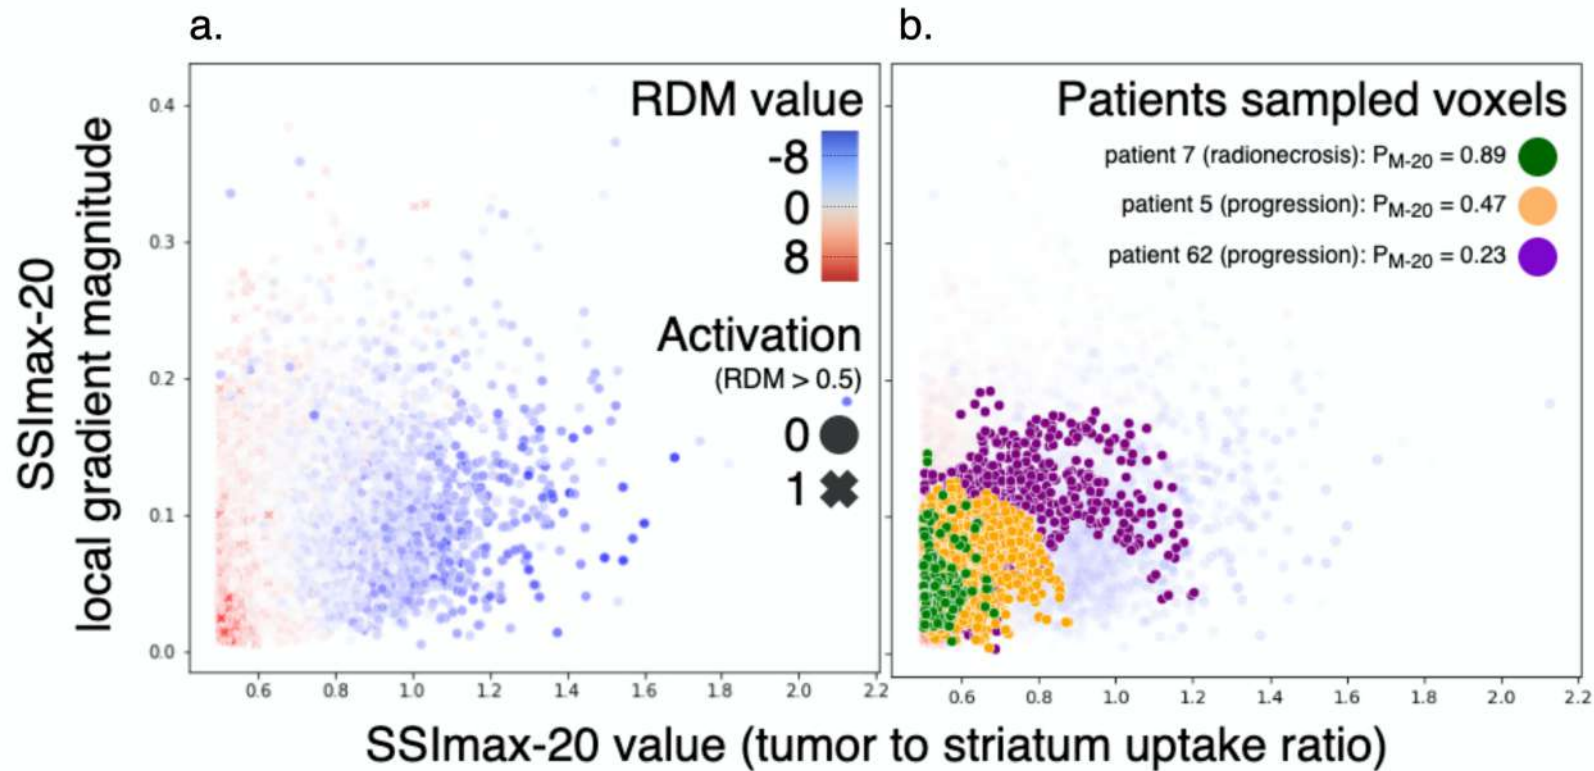 a.
b.
RDM value
-8
0
8
Activation
(RDM > 0.5)
0
1
Patients sampled voxels
patient 7 (radionecrosis): PM-20 = 0.89
patient 5 (progression): PM-20 = 0.47
patient 62 (progression): PM-20 = 0.23
SSImax-20
local gradient magnitude
0.4
0.3
0.2
0.1
0.0
0.6 0.8 1.0 1.2 1.4 1.6 1.8 2.0 2.2
0.6 0.8 1.0 1.2 1.4 1.6 1.8 2.0 2.2
SSImax-20 value (tumor to striatum uptake ratio)